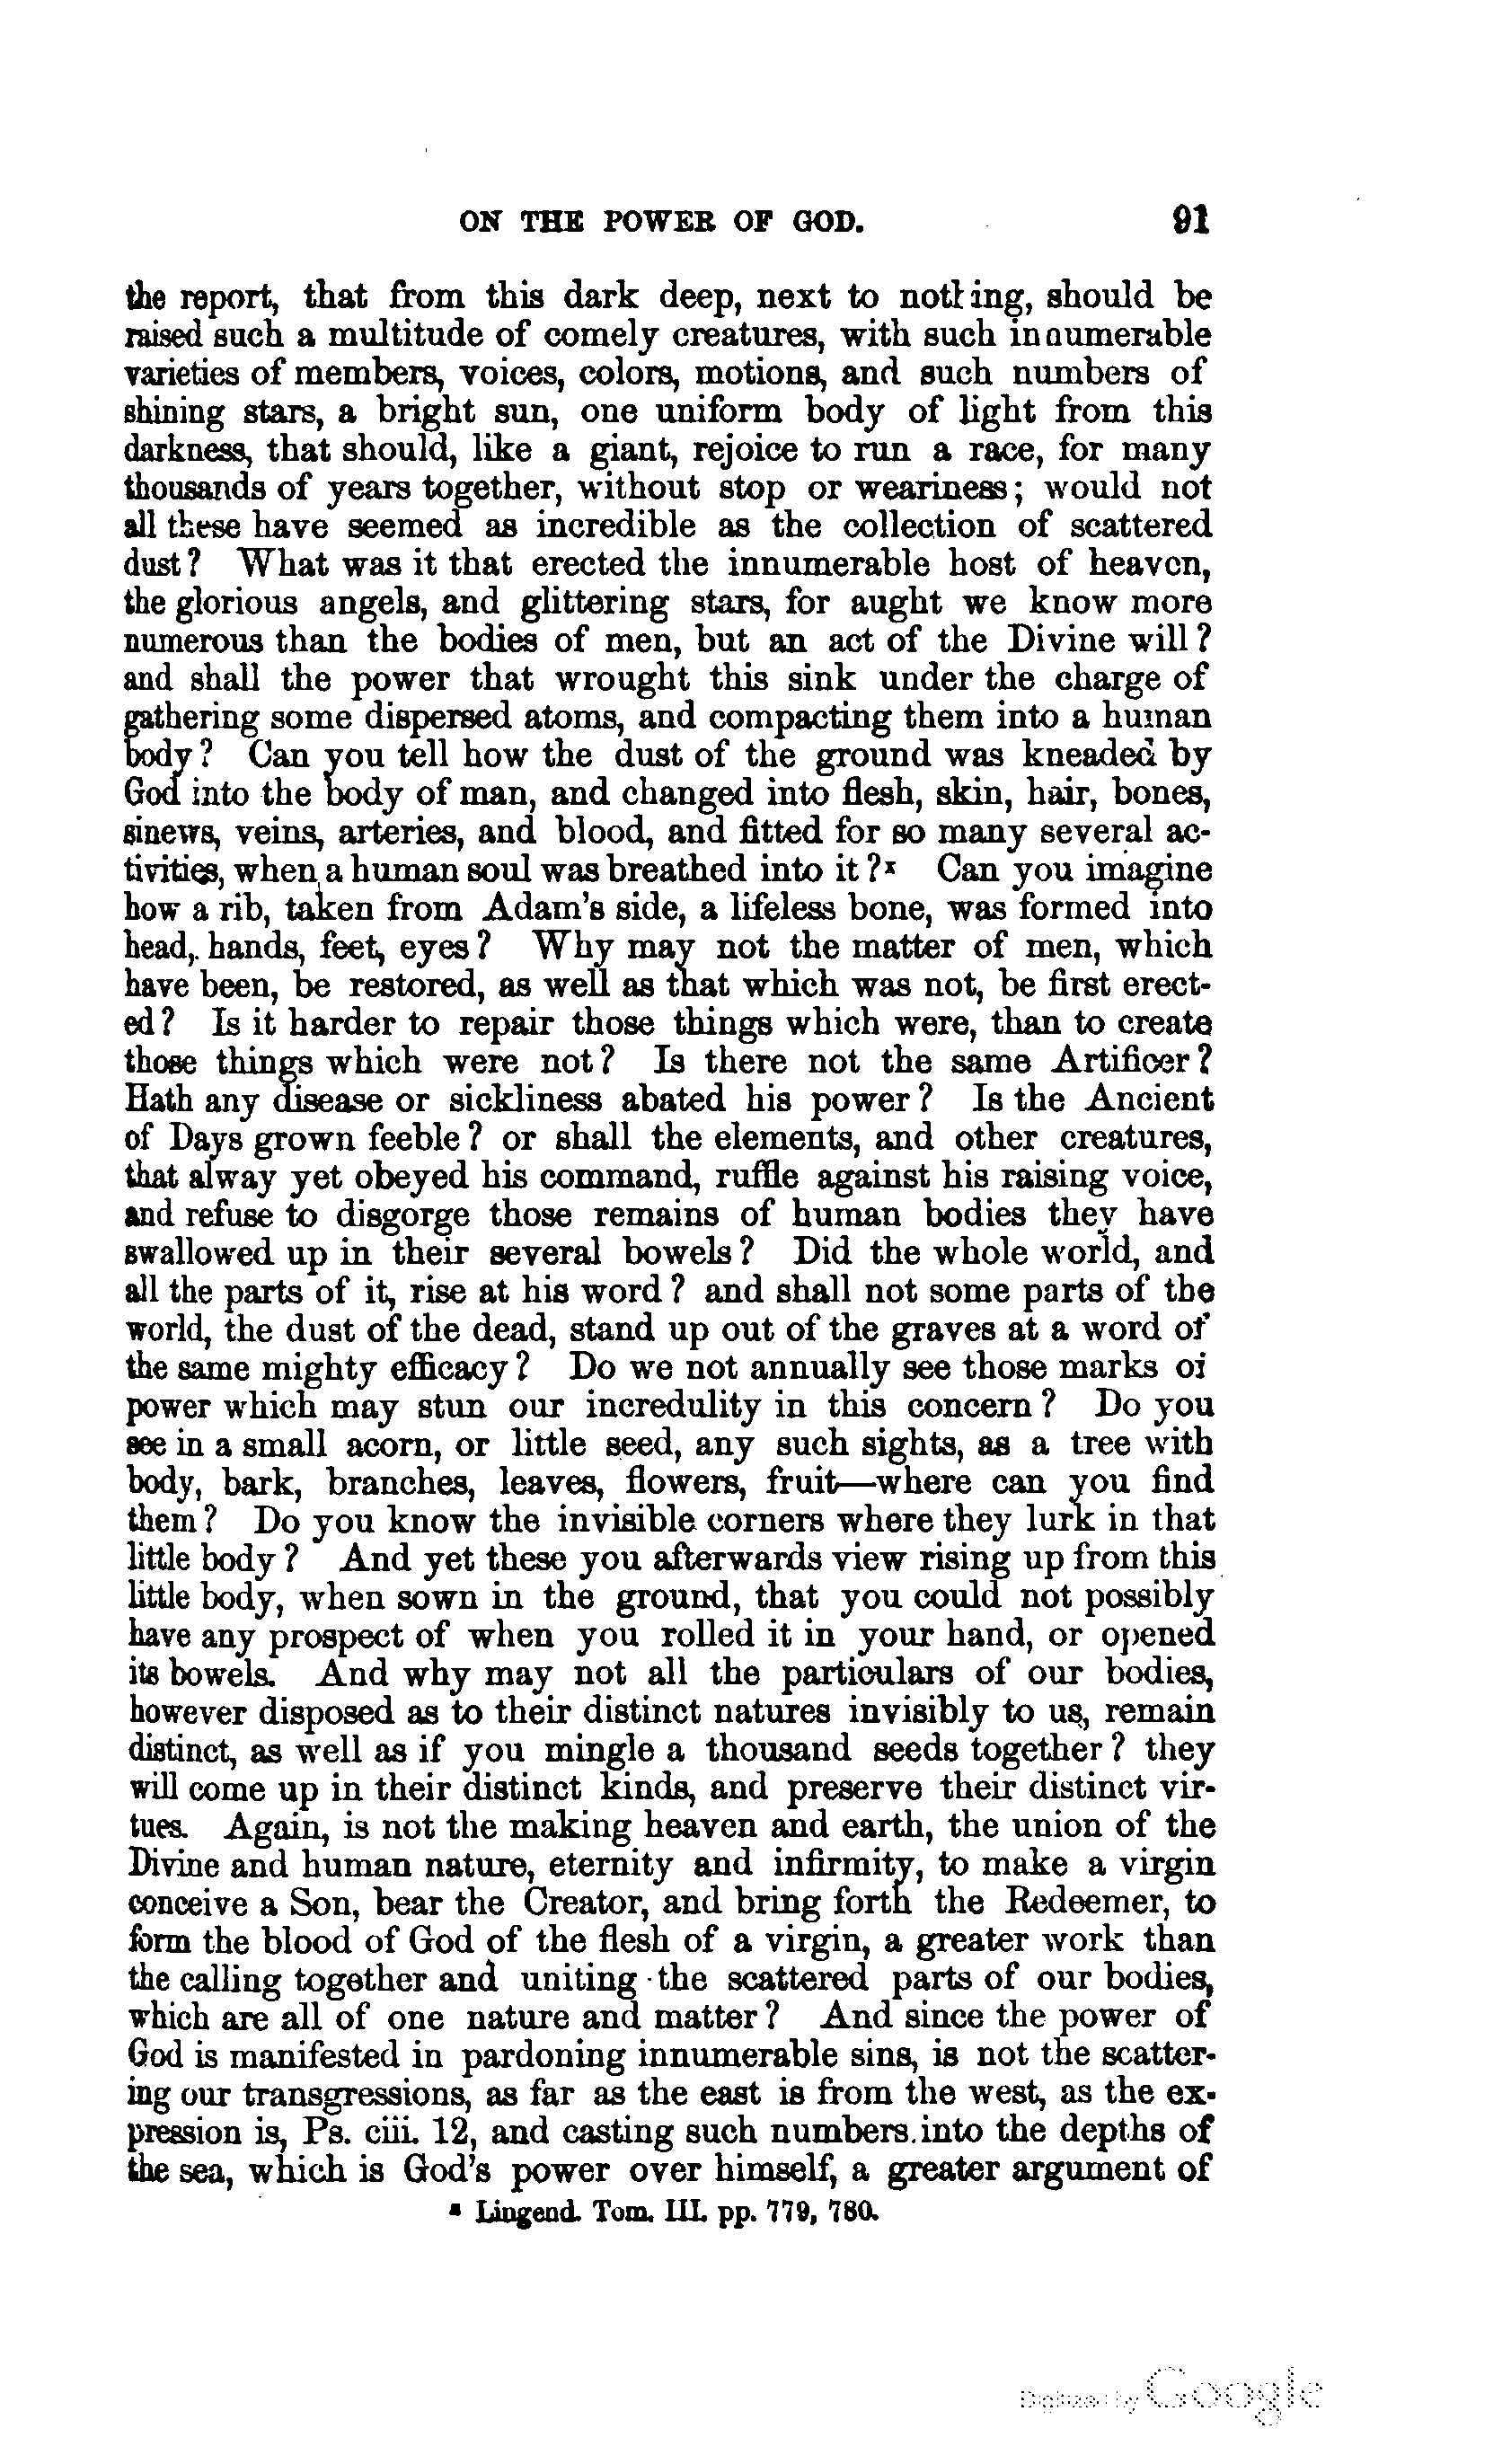 ON THE POWER OF GOD. 91
the report, that from this dark deep, next to nothing, should be
raised such a multitude of comely creatures, with such innumerable
varieties of members, voices, colors, motions, and such numbers of
shining stars, a bright sun, one uniform body of light from this
darkness, that should, like a giant, rejoice to run a race, for many
thousands of years together, without stop or weariness; would not
all these have seemed as incredible as the collection of scattered
dust? What was it that erected the innumerable host of heaven,
the glorious angels, and glittering stars, for aught we know more
numerous than the bodies of men, but an act of the Divine will?
and shall the power that wrought this sink under the charge of
gathering some dispersed atoms, and compacting them into a human
body? Can you tell how the dust of the ground was kneaded by
God into the body of man, and changed into flesh, skin, hair, bones,
sinews, veins, arteries, and blood, and fitted for so many several ac-
tivities, when a human soul was breathed into it?x Can you imagine
how a rib, taken from Adam's side, a lifeless bone, was formed into
head, hands, feet, eyes? Why may not the matter of men, which
have been, be restored, as well as that which was not, be first erect-
ed? Is it harder to repair those things which were, than to create
those things which were not? Is there not the same Artificer?
Hath any disease or sickliness abated his power? Is the Ancient
of Days grown feeble? or shall the elements, and other creatures,
that alway yet obeyed his command, ruffle against his raising voice,
and refuse to disgorge those remains of human bodies they have
swallowed up in their several bowels? Did the whole world, and
all the parts of it, rise at his word? and shall not some parts of the
world, the dust of the dead, stand up out of the graves at a word of
the same mighty efficacy? Do we not annually see those marks of
power which may stun our incredulity in this concern? Do you
see in a small acorn, or little seed, any such sights, as a tree with
body, bark, branches, leaves, flowers, fruit—where can you find
them? Do you know the invisible corners where they lurk in that
little body? And yet these you afterwards view rising up from this
little body, when sown in the ground, that you could not possibly
have any prospect of when you rolled it in your hand, or opened
its bowels. And why may not all the particulars of our bodies,
however disposed as to their distinct natures invisibly to us, remain
distinct, as well as if you mingle a thousand seeds together? they
will come up in their distinct kinds, and preserve their distinct vir-
tues. Again, is not the making heaven and earth, the union of the
Divine and human nature, eternity and infirmity, to make a virgin
conceive a Son, bear the Creator, and bring forth the Redeemer, to
form the blood of God of the flesh of a virgin, a greater work than
the calling together and uniting the scattered parts of our bodies,
which are all of one nature and matter? And since the power of
God is manifested in pardoning innumerable sins, is not the scatter-
ing our transgressions, as far as the east is from the west, as the ex-
pression is, Ps. ciii. 12, and casting such numbers into the depths of
the sea, which is God's power over himself, a greater argument of
x Lingend. Tom. III. pp. 779, 780.
Digitized by Google